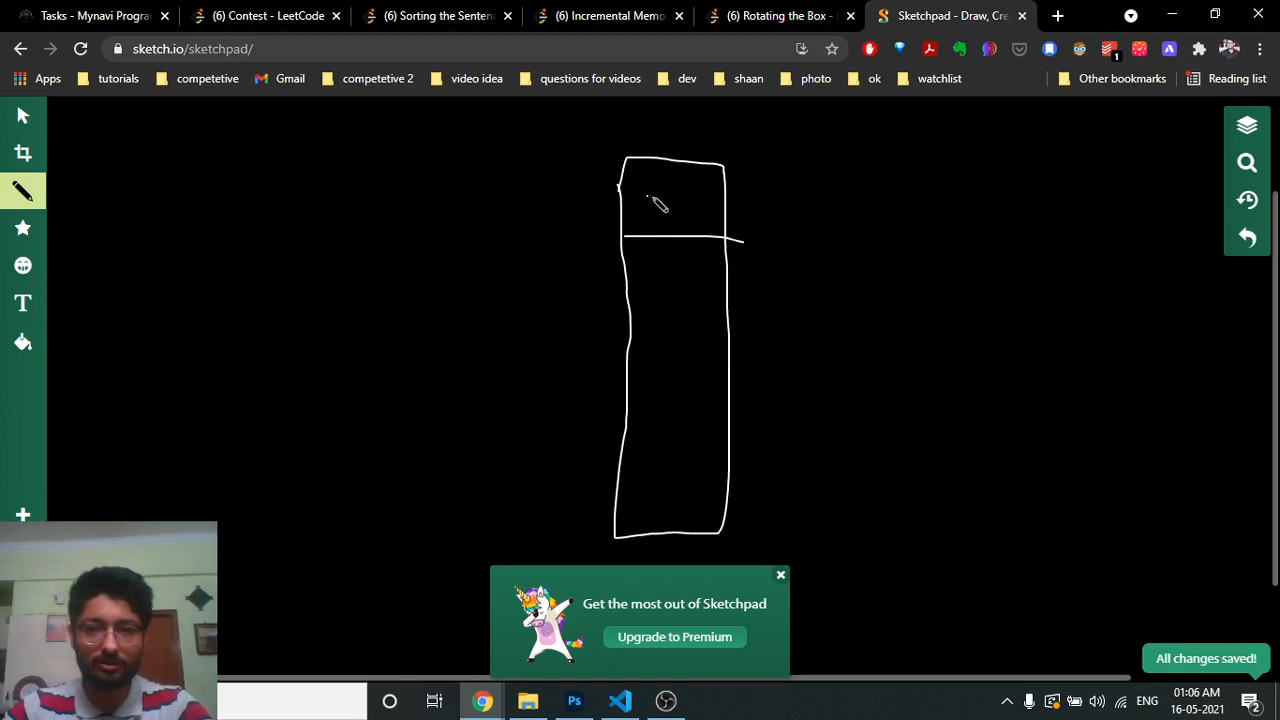 Tasks - Mynavi Progra
(6) Contest - LeetCode
(6) Sorting the Sentenc
(6) Incremental Memo
(6) Rotating the Box -
Sketchpad - Draw, Cre
sketch.io/sketchpad/
1
Apps
tutorials
competetive
Gmail
competetive 2
video idea
questions for videos
dev
shaan
photo
ok
watchlist
Other bookmarks
Reading list
T
Get the most out of Sketchpad
Upgrade to Premium
All changes saved!
ENG
01:06 AM
16-05-2021
2